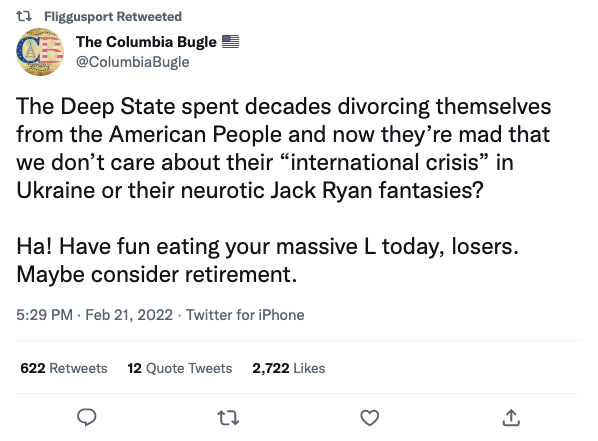 Fliggusport Retweeted
The Columbia Bugle 🇺🇸
@ColumbiaBugle
The Deep State spent decades divorcing themselves
from the American People and now they’re mad that
we don’t care about their “international crisis” in
Ukraine or their neurotic Jack Ryan fantasies?
Ha! Have fun eating your massive L today, losers.
Maybe consider retirement.
5:29 PM · Feb 21, 2022 · Twitter for iPhone
622 Retweets 12 Quote Tweets 2,722 Likes